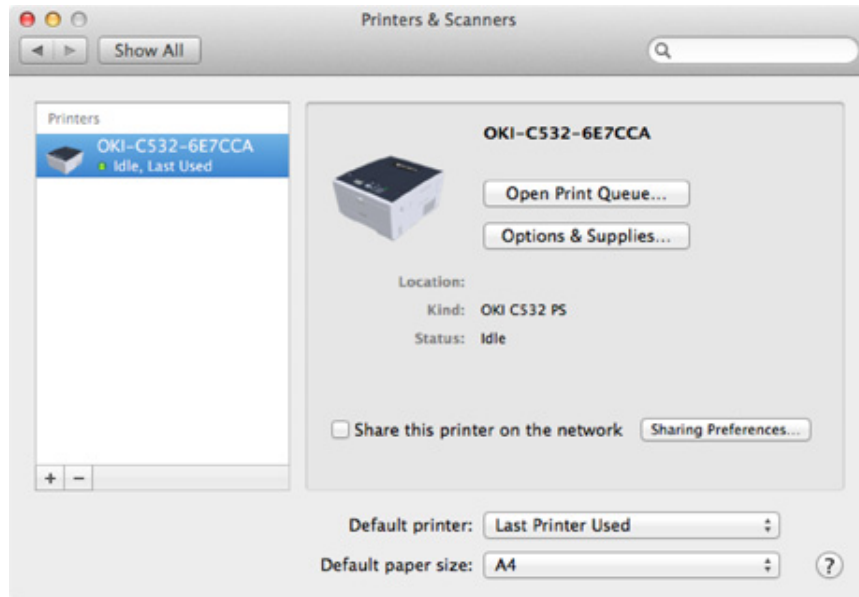 Printers & Scanners
Show All
Printers
OKI-C532-6E7CCA
Idle, Last Used
OKI-C532-6E7CCA
Open Print Queue...
Options & Supplies...
Location:
Kind: OKI C532 PS
Status: Idle
Share this printer on the network Sharing Preferences...
+ −
Default printer: Last Printer Used
Default paper size: A4 ?